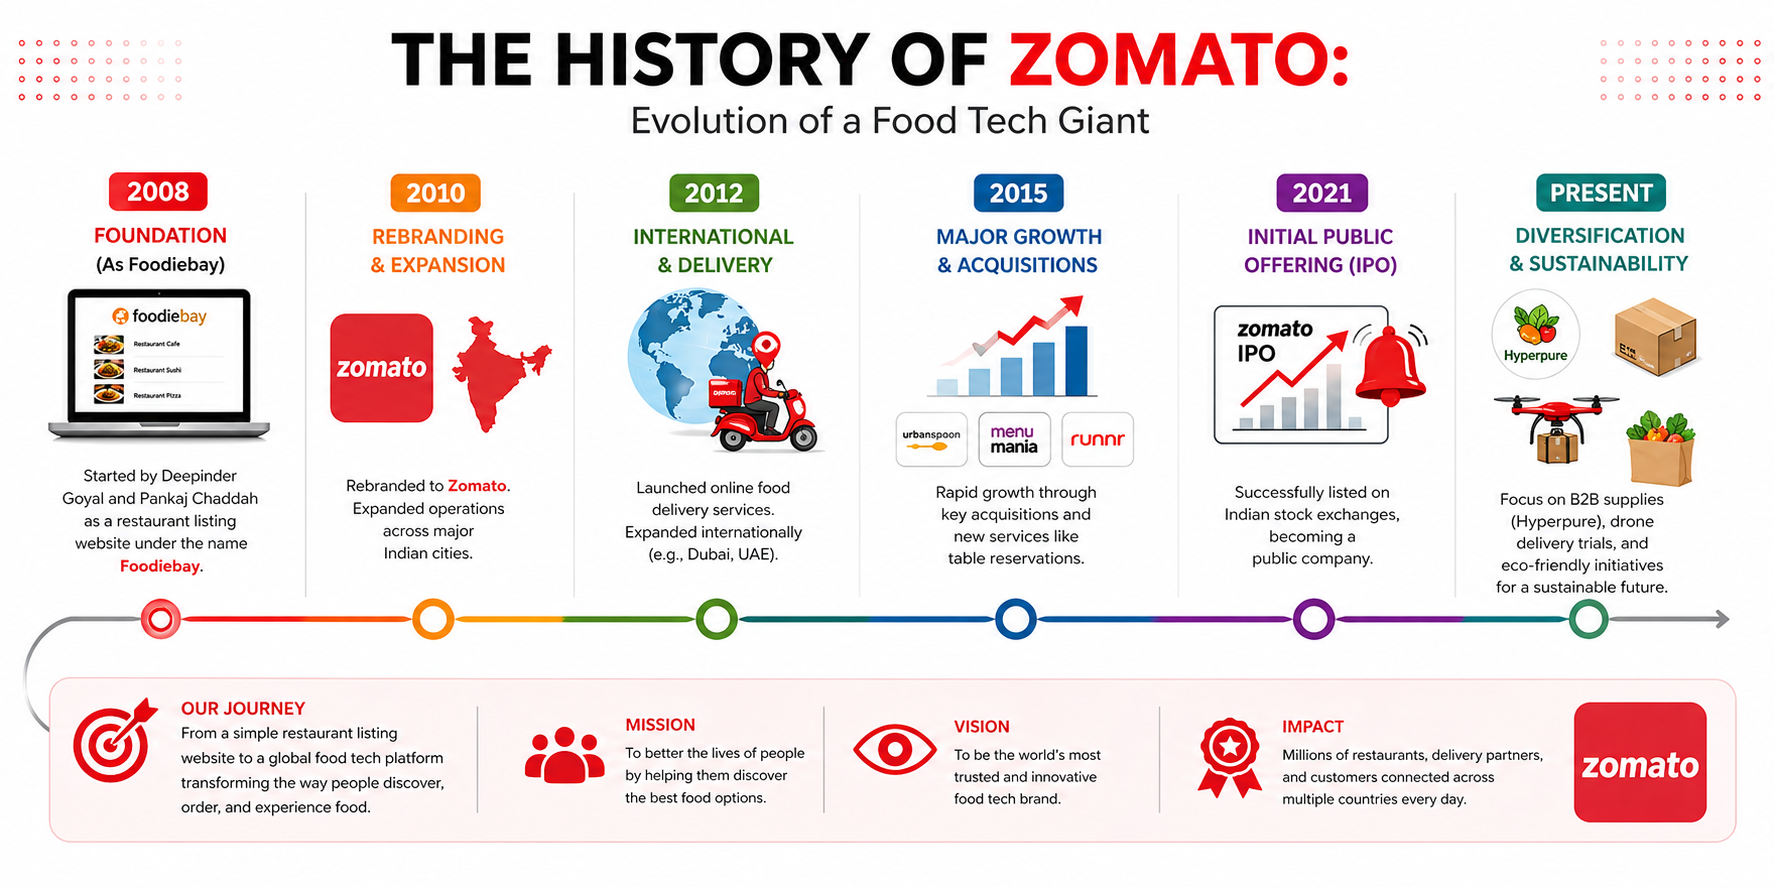 THE HISTORY OF ZOMATO:
Evolution of a Food Tech Giant
2008
FOUNDATION
(As Foodiebay)
foodiebay
Restaurant Cafe
Restaurant Sushi
Restaurant Pizza
Started by Deepinder
Goyal and Pankaj Chaddah
as a restaurant listing
website under the name
Foodiebay.
2010
REBRANDING
& EXPANSION
zomato
Rebranded to Zomato.
Expanded operations
across major
Indian cities.
2012
INTERNATIONAL
& DELIVERY
Launched online food
delivery services.
Expanded internationally
(e.g., Dubai, UAE).
2015
MAJOR GROWTH
& ACQUISITIONS
urbanspoon
menu
mania
runnr
Rapid growth through
key acquisitions and
new services like
table reservations.
2021
INITIAL PUBLIC
OFFERING (IPO)
zomato
IPO
Successfully listed on
Indian stock exchanges,
becoming a
public company.
PRESENT
DIVERSIFICATION
& SUSTAINABILITY
Hyperpure
Focus on B2B supplies
(Hyperpure), drone
delivery trials, and
eco-friendly initiatives
for a sustainable future.
OUR JOURNEY
From a simple restaurant listing
website to a global food tech platform
transforming the way people discover,
order, and experience food.
MISSION
To better the lives of people
by helping them discover
the best food options.
VISION
To be the world's most
trusted and innovative
food tech brand.
IMPACT
Millions of restaurants, delivery partners,
and customers connected across
multiple countries every day.
zomato